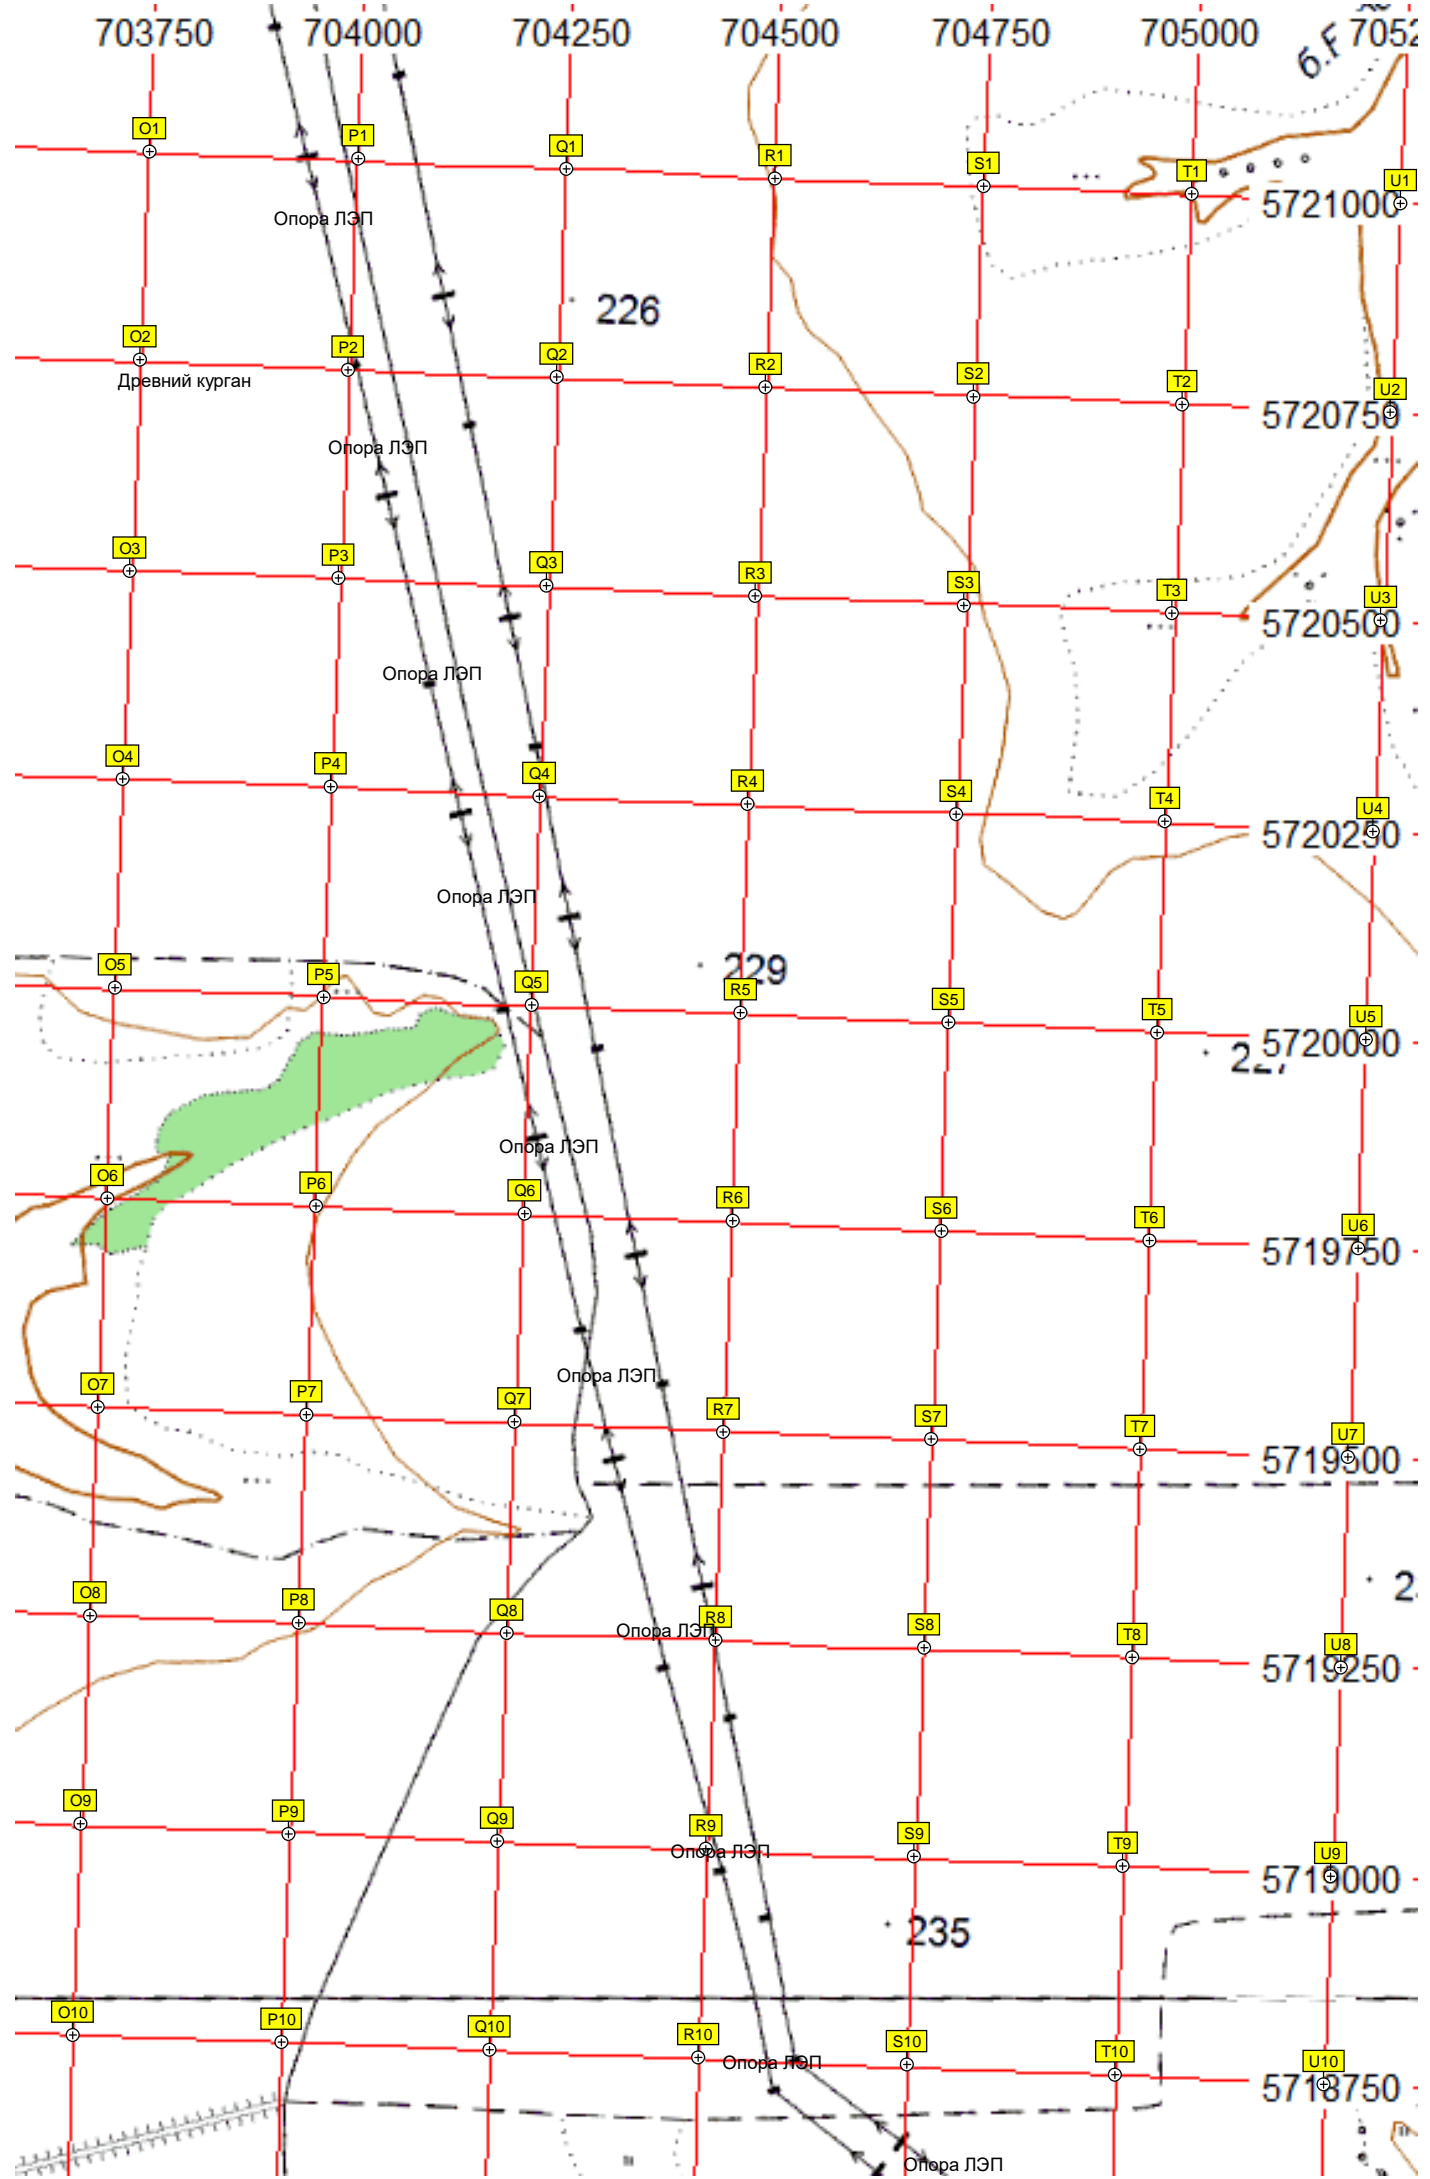 703750 704000 704250 704500 704750 705000
б.Г
O1 P1 Q1 R1 S1 T1 U1
5721000
Опора ЛЭП
226
O2 P2 Q2 R2 S2 T2 U2
Древний курган
5720750
Опора ЛЭП
O3 P3 Q3 R3 S3 T3 U3
5720500
Опора ЛЭП
O4 P4 Q4 R4 S4 T4 U4
5720250
Опора ЛЭП
229
O5 P5 Q5 R5 S5 T5 U5
5720000
Опора ЛЭП
O6 P6 Q6 R6 S6 T6 U6
5719750
Опора ЛЭП
O7 P7 Q7 R7 S7 T7 U7
5719500
O8 P8 Q8 R8 S8 T8 U8
Опора ЛЭП
5719250
O9 P9 Q9 R9 S9 T9 U9
Опора ЛЭП
5719000
235
O10 P10 Q10 R10 S10 T10 U10
Опора ЛЭП
5718750
Опора ЛЭП